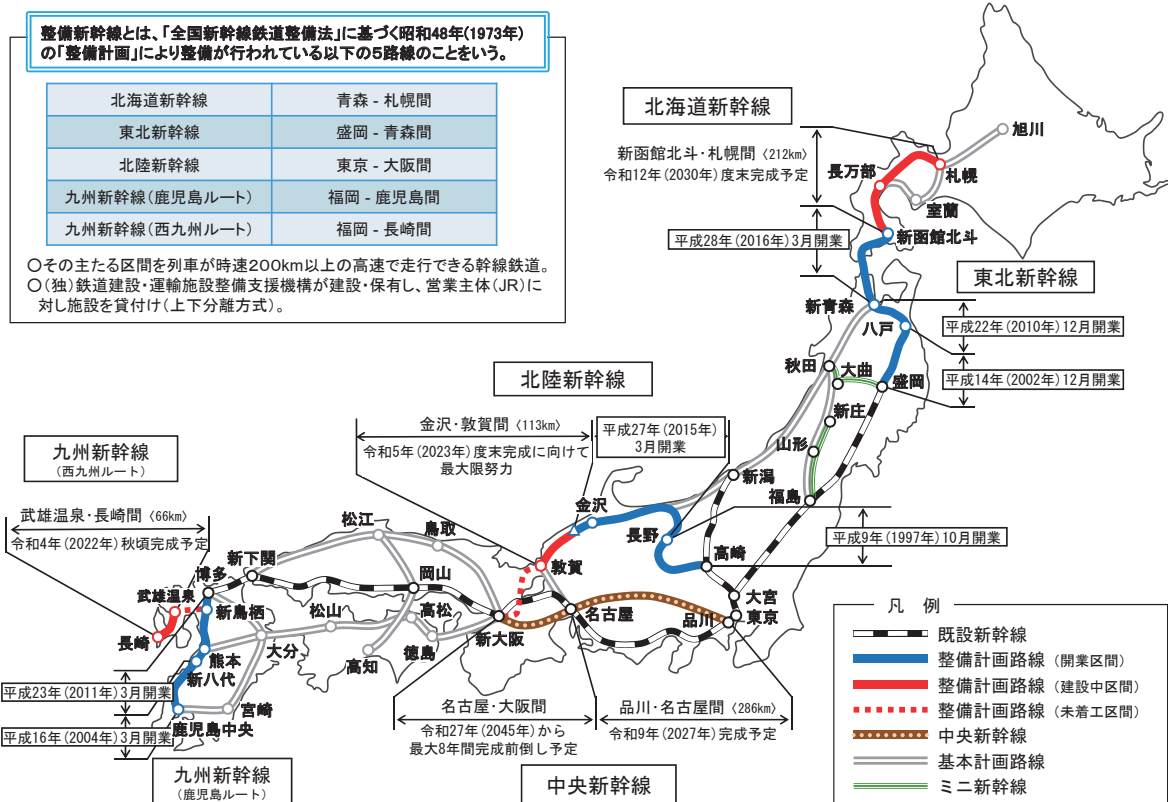 整備新幹線とは、「全国新幹線鉄道整備法」に基づく昭和48年(1973年)
の「整備計画」により整備が行われている以下の5路線のことをいう。
北海道新幹線 青森 - 札幌間
東北新幹線 盛岡 - 青森間
北陸新幹線 東京 - 大阪間
九州新幹線(鹿児島ルート) 福岡 - 鹿児島間
九州新幹線(西九州ルート) 福岡 - 長崎間
○その主たる区間を列車が時速200km以上の高速で走行できる幹線鉄道。
○(独)鉄道建設・運輸施設整備支援機構が建設・保有し、営業主体(JR)に
対し施設を貸付け(上下分離方式)。
北海道新幹線
新函館北斗・札幌間〈212km〉
令和12年(2030年)度末完成予定
旭川
札幌
長万部
室蘭
新函館北斗
平成28年(2016年)3月開業
東北新幹線
新青森
八戸
平成22年(2010年)12月開業
平成14年(2002年)12月開業
秋田
大曲
盛岡
新庄
山形
福島
新潟
北陸新幹線
金沢・敦賀間〈113km〉
令和5年(2023年)度末完成に向けて
最大限努力
平成27年(2015年)
3月開業
金沢
長野
高崎
敦賀
平成9年(1997年)10月開業
大宮
東京
品川
名古屋
新大阪
九州新幹線
(西九州ルート)
武雄温泉・長崎間〈66km〉
令和4年(2022年)秋頃完成予定
松江
鳥取
新下関
博多
岡山
武雄温泉
新鳥栖
松山
高松
長崎
熊本
大分
高知
徳島
新八代
平成23年(2011年)3月開業
宮崎
鹿児島中央
平成16年(2004年)3月開業
九州新幹線
(鹿児島ルート)
名古屋・大阪間
令和27年(2045年)から
最大8年間完成前倒し予定
品川・名古屋間〈286km〉
令和9年(2027年)完成予定
中央新幹線
凡例
既設新幹線
整備計画路線(開業区間)
整備計画路線(建設中区間)
整備計画路線(未着工区間)
中央新幹線
基本計画路線
ミニ新幹線